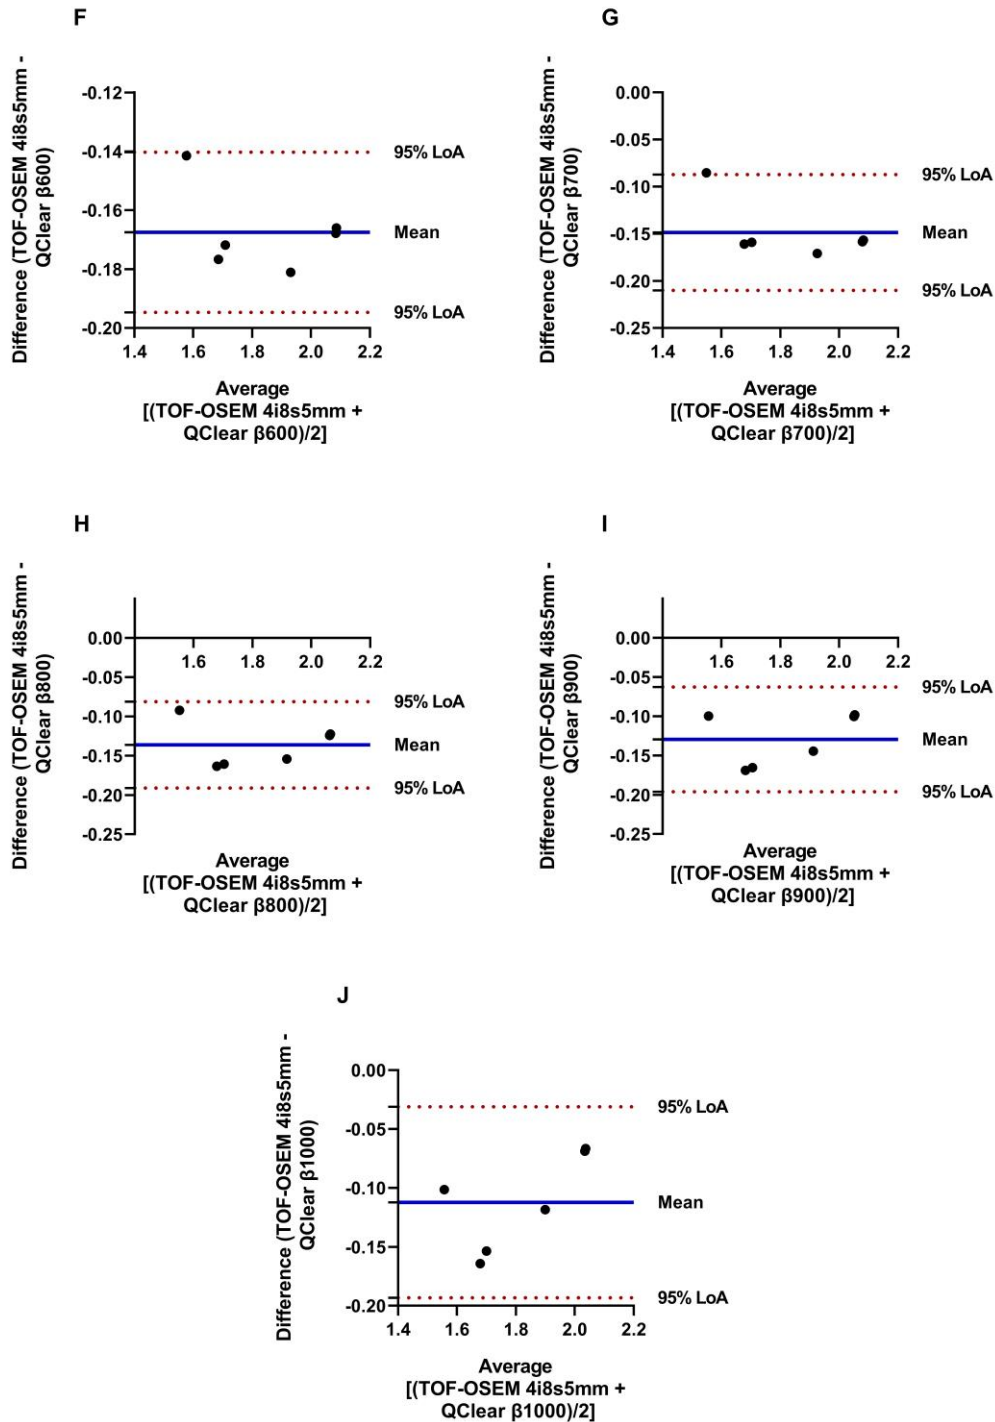 F
Difference (TOF-OSEM 4i8s5mm -
QClear β600)
-0.12
-0.14
-0.16
-0.18
-0.20
95% LoA
Mean
95% LoA
1.4 1.6 1.8 2.0 2.2
Average
[(TOF-OSEM 4i8s5mm +
QClear β600)/2]
G
Difference (TOF-OSEM 4i8s5mm -
QClear β700)
0.00
-0.05
-0.10
-0.15
-0.20
-0.25
95% LoA
Mean
95% LoA
1.4 1.6 1.8 2.0 2.2
Average
[(TOF-OSEM 4i8s5mm +
QClear β700)/2]
H
Difference (TOF-OSEM 4i8s5mm -
QClear β800)
0.00
-0.05
-0.10
-0.15
-0.20
-0.25
1.6 1.8 2.0 2.2
95% LoA
Mean
95% LoA
Average
[(TOF-OSEM 4i8s5mm +
QClear β800)/2]
I
Difference (TOF-OSEM 4i8s5mm -
QClear β900)
0.00
-0.05
-0.10
-0.15
-0.20
-0.25
1.6 1.8 2.0 2.2
95% LoA
Mean
95% LoA
Average
[(TOF-OSEM 4i8s5mm +
QClear β900)/2]
J
Difference (TOF-OSEM 4i8s5mm -
QClear β1000)
0.00
-0.05
-0.10
-0.15
-0.20
95% LoA
Mean
95% LoA
1.4 1.6 1.8 2.0 2.2
Average
[(TOF-OSEM 4i8s5mm +
QClear β1000)/2]